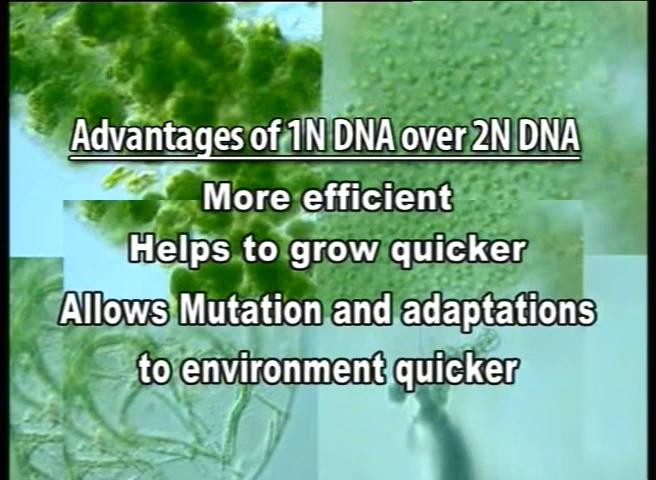 Advantages of 1N DNA over 2N DNA
More efficient
Helps to grow quicker
Allows Mutation and adaptations
to environment quicker